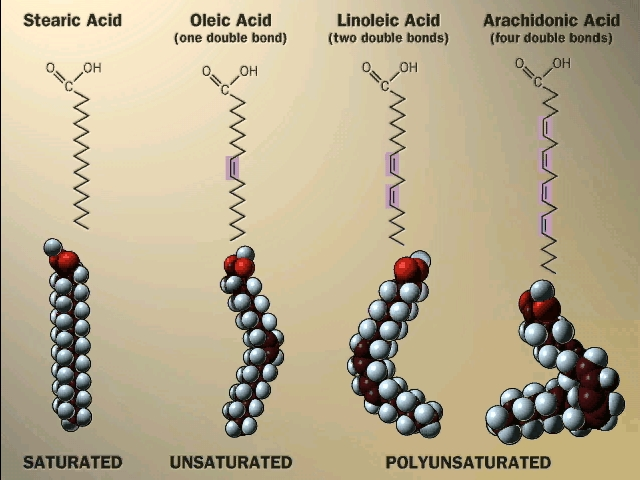 Stearic Acid
Oleic Acid
(one double bond)
Linoleic Acid
(two double bonds)
Arachidonic Acid
(four double bonds)
O
OH
C
O
OH
C
O
OH
C
O
OH
C
SATURATED
UNSATURATED
POLYUNSATURATED